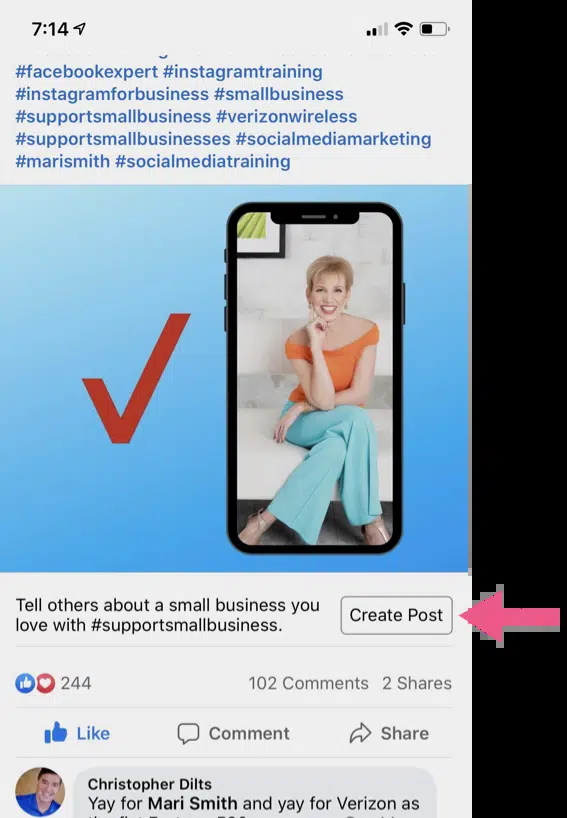 7:14
#facebookexpert #instagramtraining
#instagramforbusiness #smallbusiness
#supportsmallbusiness #verizonwireless
#supportsmallbusinesses #socialmediamarketing
#marismith #socialmediatraining
Tell others about a small business you
love with #supportsmallbusiness.
Create Post
244
102 Comments 2 Shares
Like Comment Share
Christopher Dilts
Yay for Mari Smith and yay for Verizon as